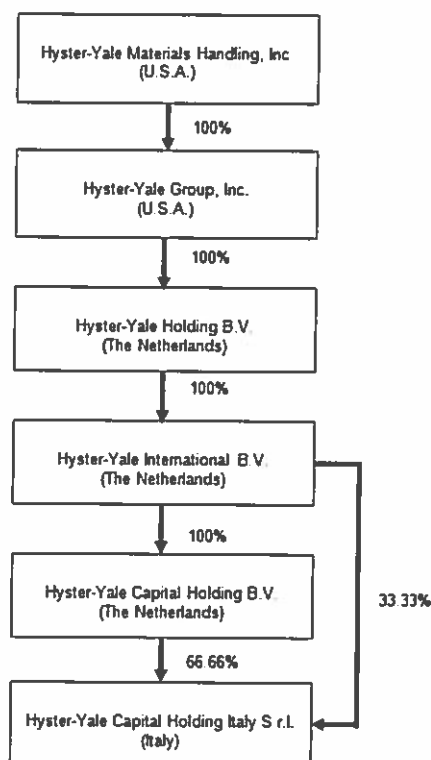 Hyster-Yale Materials Handling, Inc
(U.S.A.)
100%
Hyster-Yale Group, Inc.
(U.S.A.)
100%
Hyster-Yale Holding B.V.
(The Netherlands)
100%
Hyster-Yale International B.V.
(The Netherlands)
100%
Hyster-Yale Capital Holding B.V.
(The Netherlands)
33.33%
66.66%
Hyster-Yale Capital Holding Italy S r.l.
(Italy)